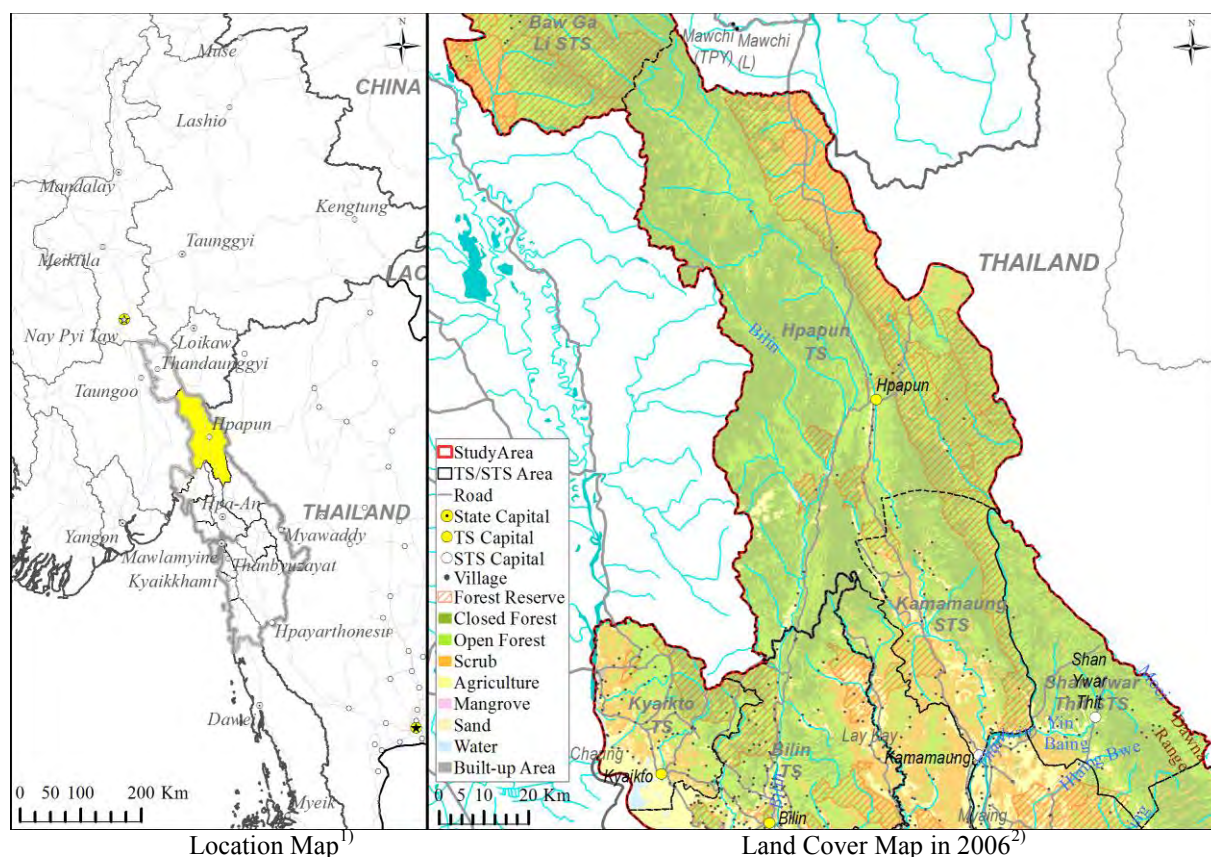 N
Muse
CHINA
Lashio
Mandalay
Kengtung
Taunggyi
Meiktila
LAO
Nay Pyi Taw
Loikaw
Thandaunggyi
Taungoo
Hpapun
Hpa-An
THAILAND
Yangon
Myawaddy
Mawlamyine
Thanbyuzayat
Kyaikkhami
Hpayarthonesu
Dawei
Myeik
0 50 100 200 Km
Location Map1)
N
Baw Ga
Li STS
Mawchi
(TPY)
Mawchi
(L)
THAILAND
Hpapun
TS
Bilin
Hpapun
Kamamaung
STS
Shan
Ywar
Thit
Kyaikto
TS
Yin
Baing
Dawna
Range
Bilin
TS
Lay Kay
Kamamaung
Hlaing Bwe
Kyaikto
Myaing
Bilin
Bilin
StudyArea
TS/STS Area
Road
State Capital
TS Capital
STS Capital
Village
Forest Reserve
Closed Forest
Open Forest
Scrub
Agriculture
Mangrove
Sand
Water
Built-up Area
0 5 10 20 Km
Land Cover Map in 20062)